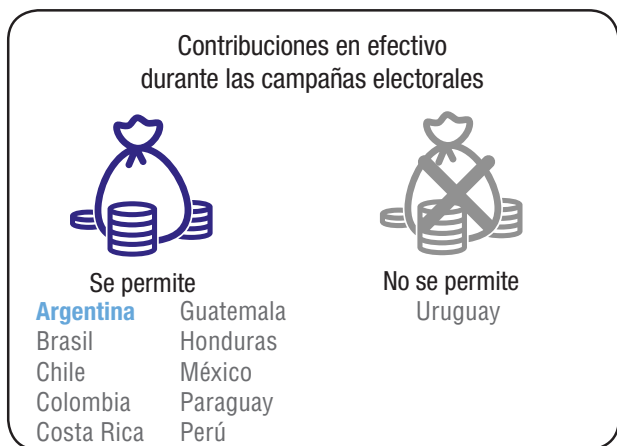 Contribuciones en efectivo
durante las campañas electorales
Se permite
Argentina
Brasil
Chile
Colombia
Costa Rica
Guatemala
Honduras
México
Paraguay
Perú
No se permite
Uruguay